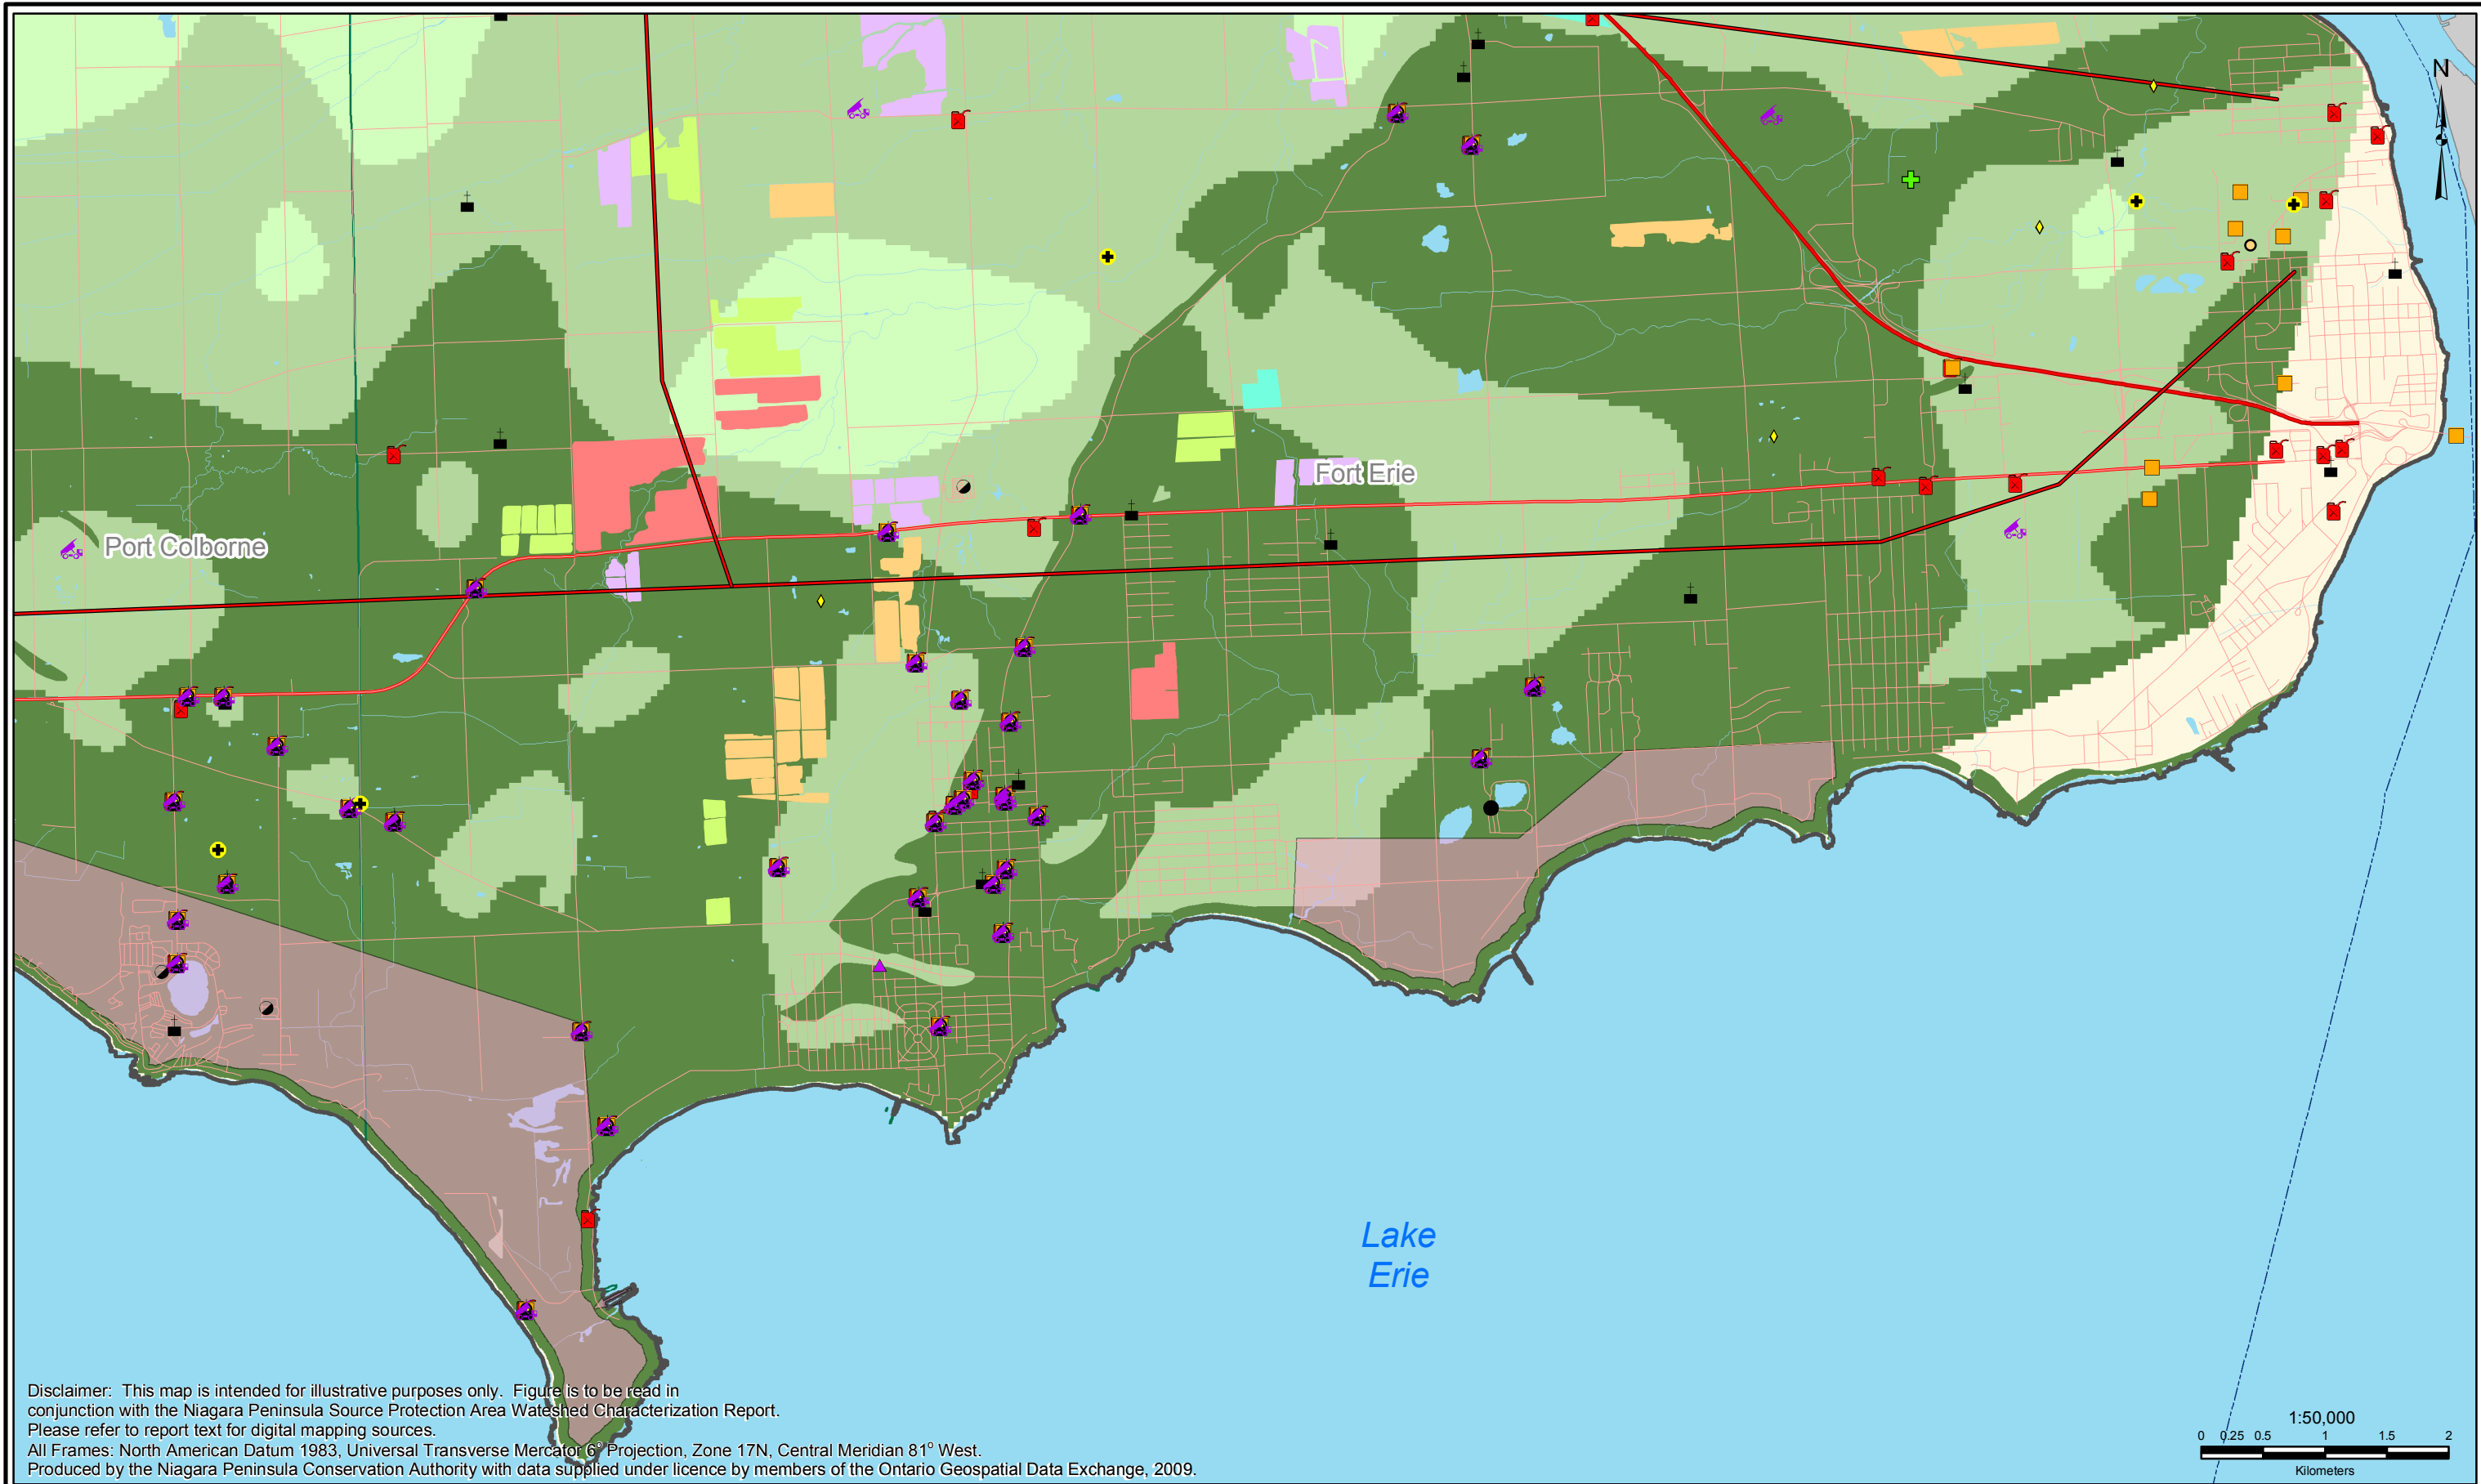 N
Fort Erie
Port Colborne
Lake
Erie
Disclaimer: This map is intended for illustrative purposes only. Figure is to be read in
conjunction with the Niagara Peninsula Source Protection Area Wateshed Characterization Report.
Please refer to report text for digital mapping sources.
All Frames: North American Datum 1983, Universal Transverse Mercator 6° Projection, Zone 17N, Central Meridian 81° West.
Produced by the Niagara Peninsula Conservation Authority with data supplied under licence by members of the Ontario Geospatial Data Exchange, 2009.
1:50,000
0 0.25 0.5 1 1.5 2
Kilometers